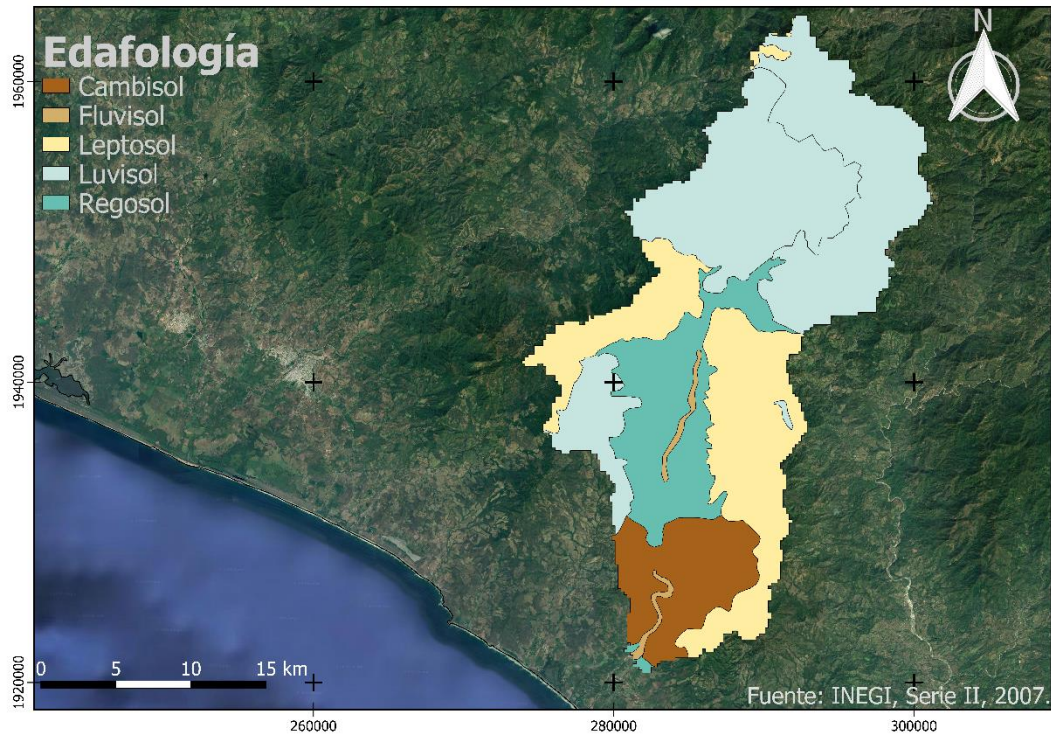 Edafología
Cambisol
Fluvisol
Leptosol
Luvisol
Regosol
N
1960000
1940000
1920000
0 5 10 15 km
Fuente: INEGI, Serie II, 2007.
260000 280000 300000